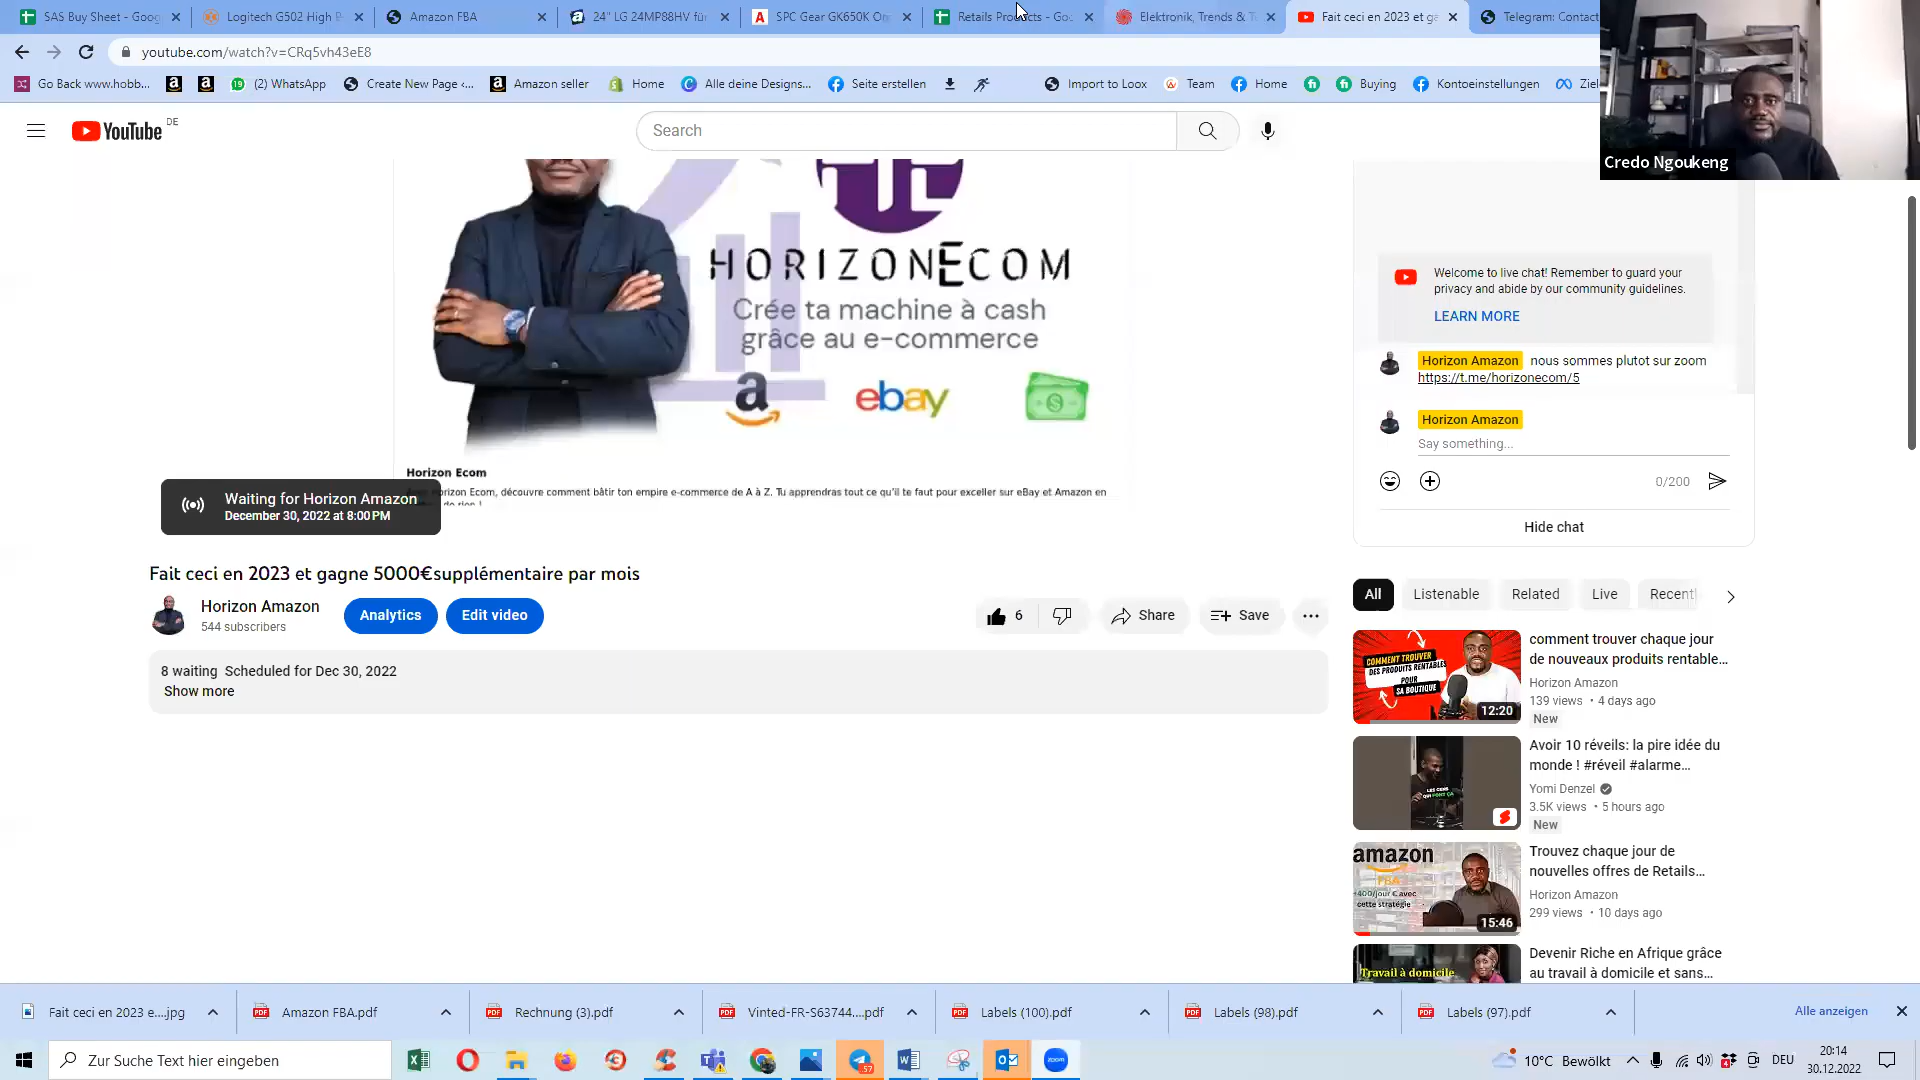 SAS Buy Sheet - Goog
Logitech G502 High P
Amazon FBA
24" LG 24MP88HV für
SPC Gear GK650K On
Retails Products - Goo
Elektronik, Trends & T
Fait ceci en 2023 et ga
Telegram: Contact
youtube.com/watch?v=CRq5vh43eE8
Go Back www.hobb...
(2) WhatsApp
Create New Page ‹...
Amazon seller
Home
Alle deine Designs...
Seite erstellen
Import to Loox
Team
Home
Buying
Kontoeinstellungen
Ziel
Credo Ngoukeng
YouTube DE
Search
HORIZONECOM
Crée ta machine à cash
grâce au e-commerce
ebay
Horizon Ecom
Horizon Ecom, découvre comment bâtir ton empire e-commerce de A à Z. Tu apprendras tout ce qu'il te faut pour exceller sur eBay et Amazon en
Waiting for Horizon Amazon
December 30, 2022 at 8:00 PM
Welcome to live chat! Remember to guard your
privacy and abide by our community guidelines.
LEARN MORE
Horizon Amazon nous sommes plutot sur zoom
https://t.me/horizonecom/5
Horizon Amazon
Say something...
0/200
Hide chat
Fait ceci en 2023 et gagne 5000€supplémentaire par mois
Horizon Amazon
544 subscribers
Analytics
Edit video
6
Share
Save
8 waiting Scheduled for Dec 30, 2022
Show more
All
Listenable
Related
Live
Recent
COMMENT TROUVER
DES PRODUITS RENTABLES
POUR
SA BOUTIQUE
12:20
comment trouver chaque jour
de nouveaux produits rentable...
Horizon Amazon
139 views • 4 days ago
New
LES GENS
QUI FONT ÇA
Avoir 10 réveils: la pire idée du
monde ! #réveil #alarme...
Yomi Denzel
3.5K views • 5 hours ago
New
amazon
FBA
+400/jour € avec
cette stratégie
15:46
Trouvez chaque jour de
nouvelles offres de Retails...
Horizon Amazon
299 views • 10 days ago
Travail à domicile
Devenir Riche en Afrique grâce
au travail à domicile et sans...
Fait ceci en 2023 e....jpg
Amazon FBA.pdf
Rechnung (3).pdf
Vinted-FR-S63744....pdf
Labels (100).pdf
Labels (98).pdf
Labels (97).pdf
Alle anzeigen
Zur Suche Text hier eingeben
57
zoom
10°C Bewölkt
DEU
20:14
30.12.2022